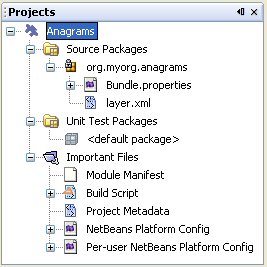 Projects
Anagrams
Source Packages
org.myorg.anagrams
Bundle.properties
layer.xml
Unit Test Packages
<default package>
Important Files
Module Manifest
Build Script
Project Metadata
NetBeans Platform Config
Per-user NetBeans Platform Config